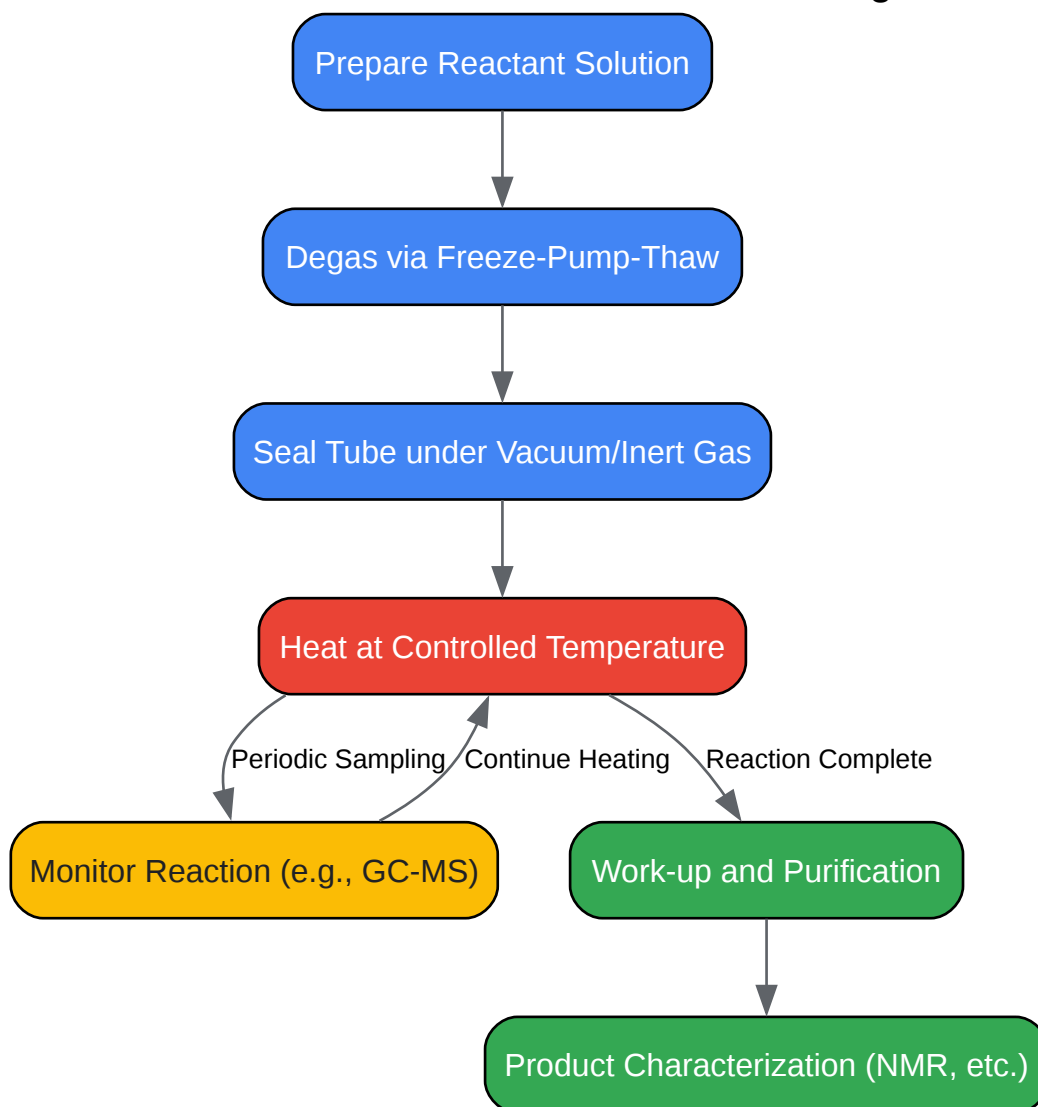 Prepare Reactant Solution
Degas via Freeze-Pump-Thaw
Seal Tube under Vacuum/Inert Gas
Heat at Controlled Temperature
Periodic Sampling
Continue Heating
Reaction Complete
Monitor Reaction (e.g., GC-MS)
Work-up and Purification
Product Characterization (NMR, etc.)